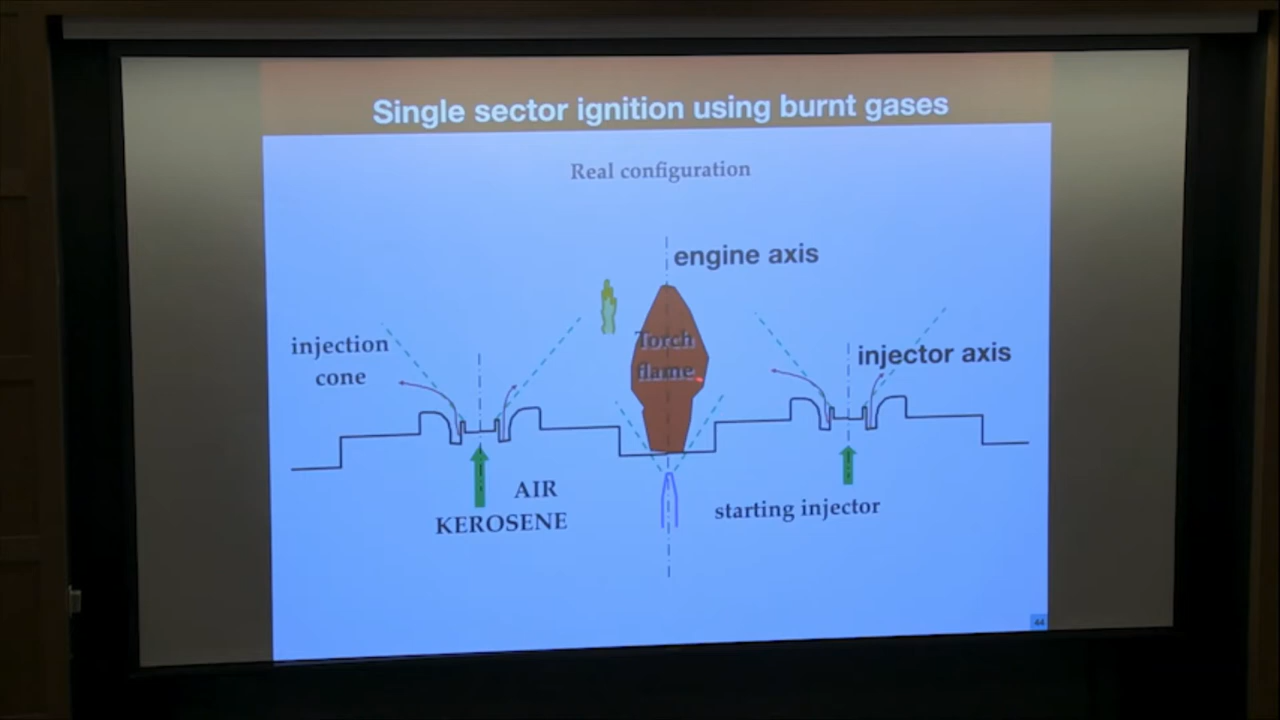 Single sector ignition using burnt gases
Real configuration
engine axis
Torch
flame
injection
cone
injector axis
AIR
KEROSENE
starting injector
44